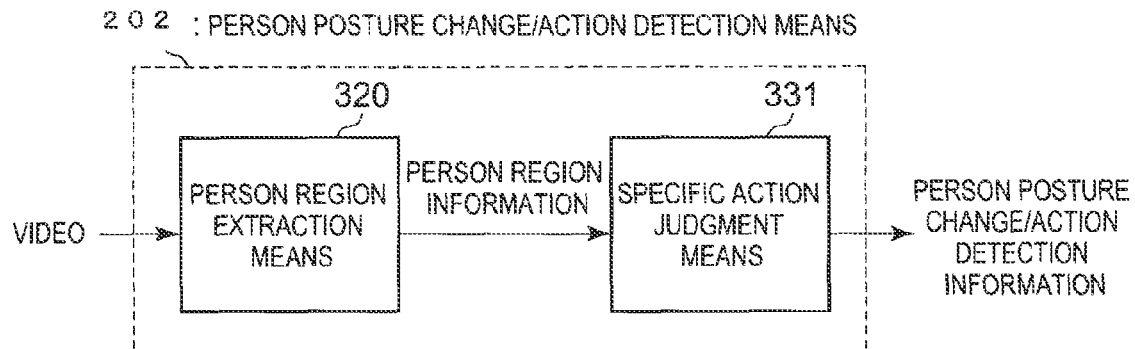 202 : PERSON POSTURE CHANGE/ACTION DETECTION MEANS
320
331
VIDEO
PERSON REGION
EXTRACTION
MEANS
PERSON REGION
INFORMATION
SPECIFIC ACTION
JUDGMENT
MEANS
PERSON POSTURE
CHANGE/ACTION
DETECTION
INFORMATION